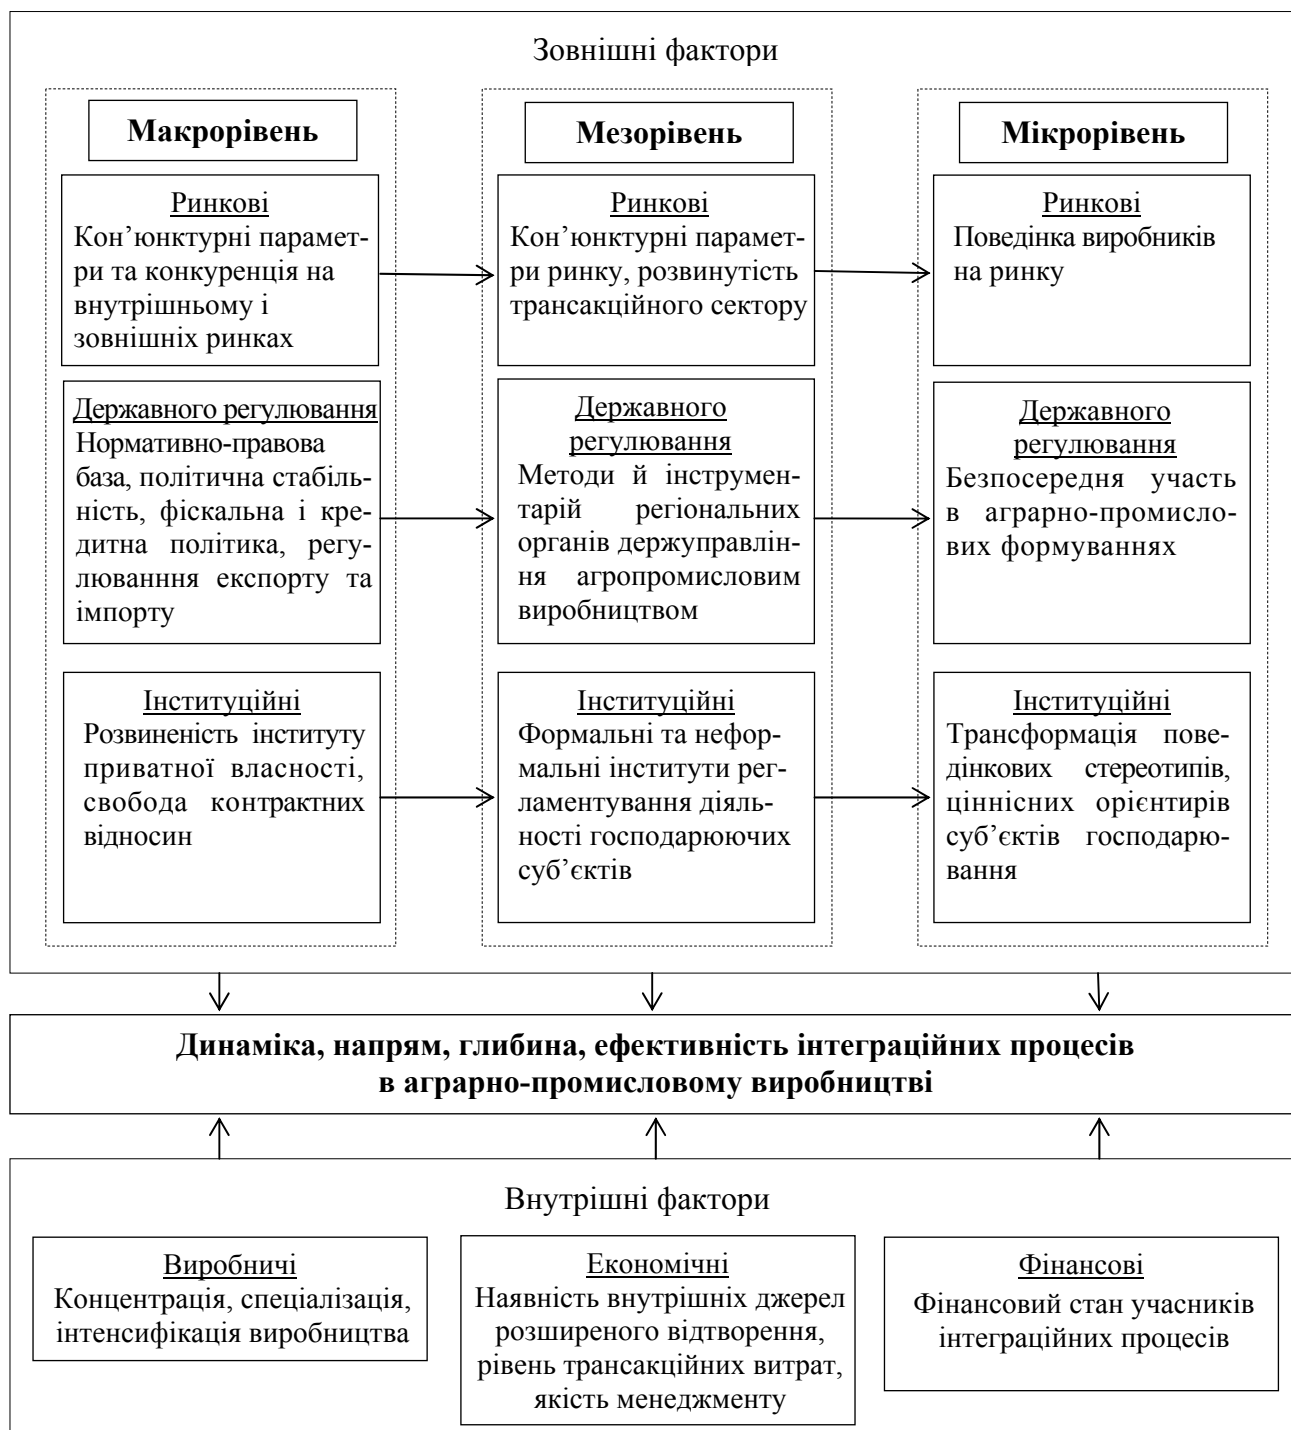 Зовнішні фактори
Макрорівень
Ринкові
Кон’юнктурні парамет-
ри та конкуренція на
внутрішньому і
зовнішніх ринках
Державного регулювання
Нормативно-правова
база, політична стабіль-
ність, фіскальна і кре-
дитна політика, регу-
люванння експорту та
імпорту
Інституційні
Розвиненість інституту
приватної власності,
свобода контрактних
відносин
Мезорівень
Ринкові
Кон’юнктурні парамет-
ри ринку, розвинутість
трансакційного сектору
Державного
регулювання
Методи й інструмен-
тарій регіональних
органів держуправлін-
ня агропромисловим
виробництвом
Інституційні
Формальні та нефор-
мальні інститути рег-
ламентування діяль-
ності господарюючих
суб’єктів
Мікрорівень
Ринкові
Поведінка виробників
на ринку
Державного
регулювання
Безпосередня участь
в аграрно-промисло-
вих формуваннях
Інституційні
Трансформація пове-
дінкових стереотипів,
ціннісних орієнтирів
суб’єктів господарю-
вання
Динаміка, напрям, глибина, ефективність інтеграційних процесів
в аграрно-промисловому виробництві
Внутрішні фактори
Виробничі
Концентрація, спеціалізація,
інтенсифікація виробництва
Економічні
Наявність внутрішніх джерел
розширеного відтворення,
рівень трансакційних витрат,
якість менеджменту
Фінансові
Фінансовий стан учасників
інтеграційних процесів